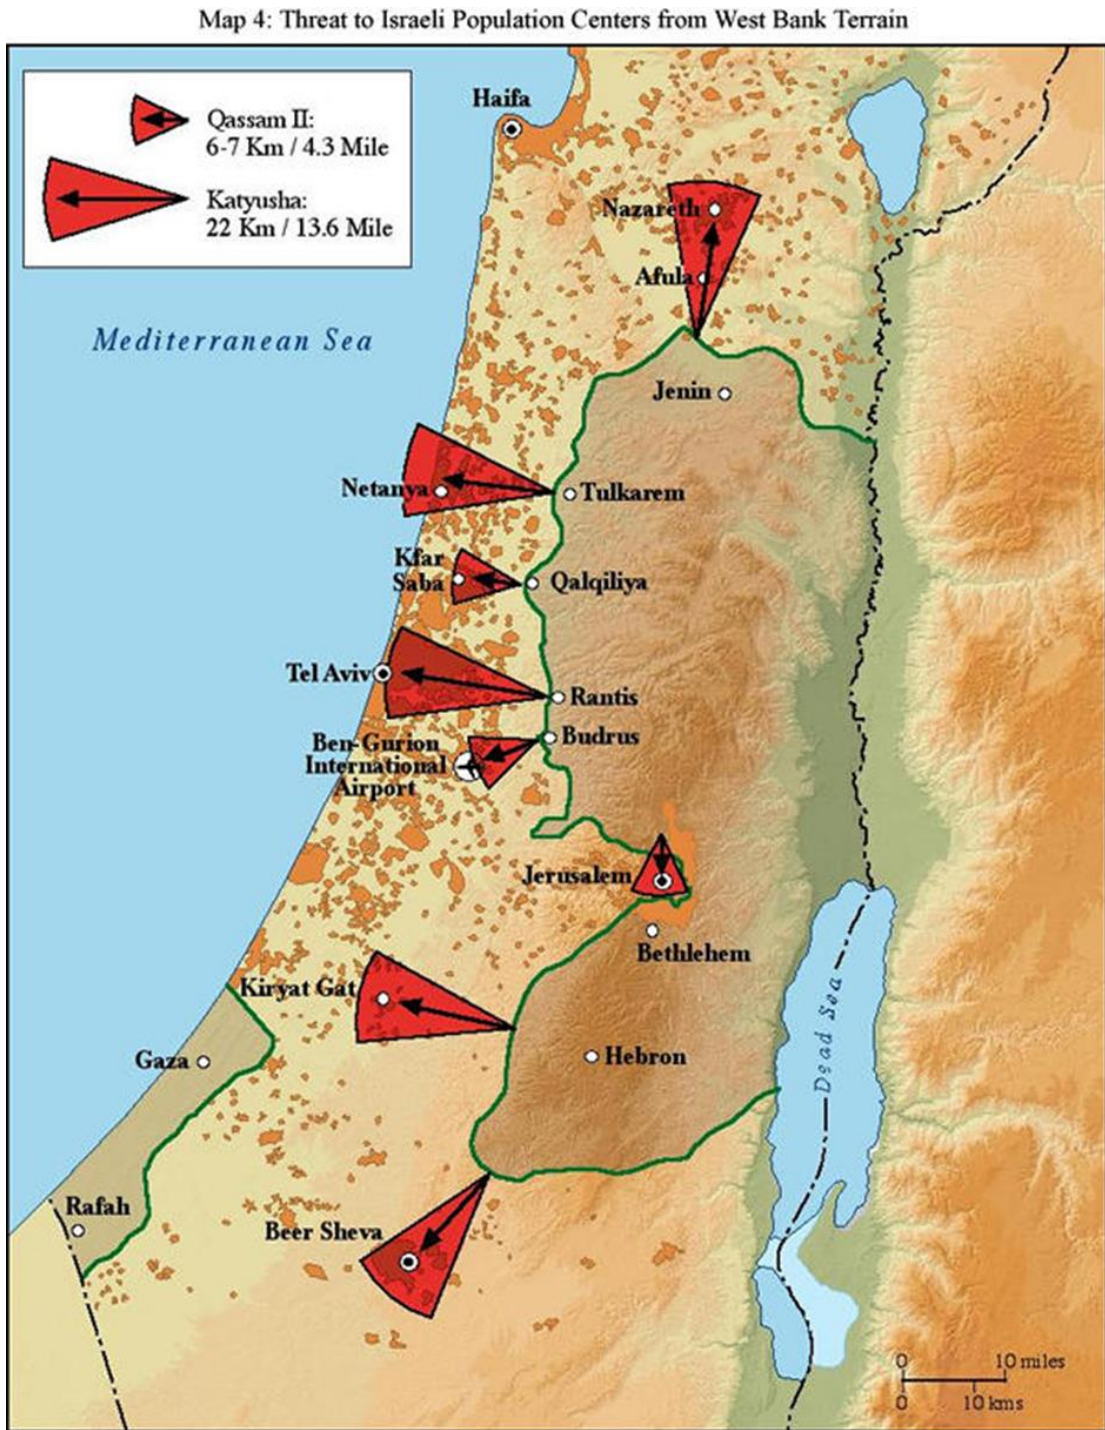 Map 4: Threat to Israeli Population Centers from West Bank Terrain
Qassam II:
6-7 Km / 4.3 Mile
Katyusha:
22 Km / 13.6 Mile
Haifa
Nazareth
Afula
Mediterranean Sea
Jenin
Netanya
Tulkarem
Kfar
Saba
Qalqiliya
Tel Aviv
Rantis
Budrus
Ben-Gurion
International
Airport
Jerusalem
Bethlehem
Kiryat Gat
Dead Sea
Gaza
Hebron
Rafah
Beer Sheva
0 10 miles
0 10 kms